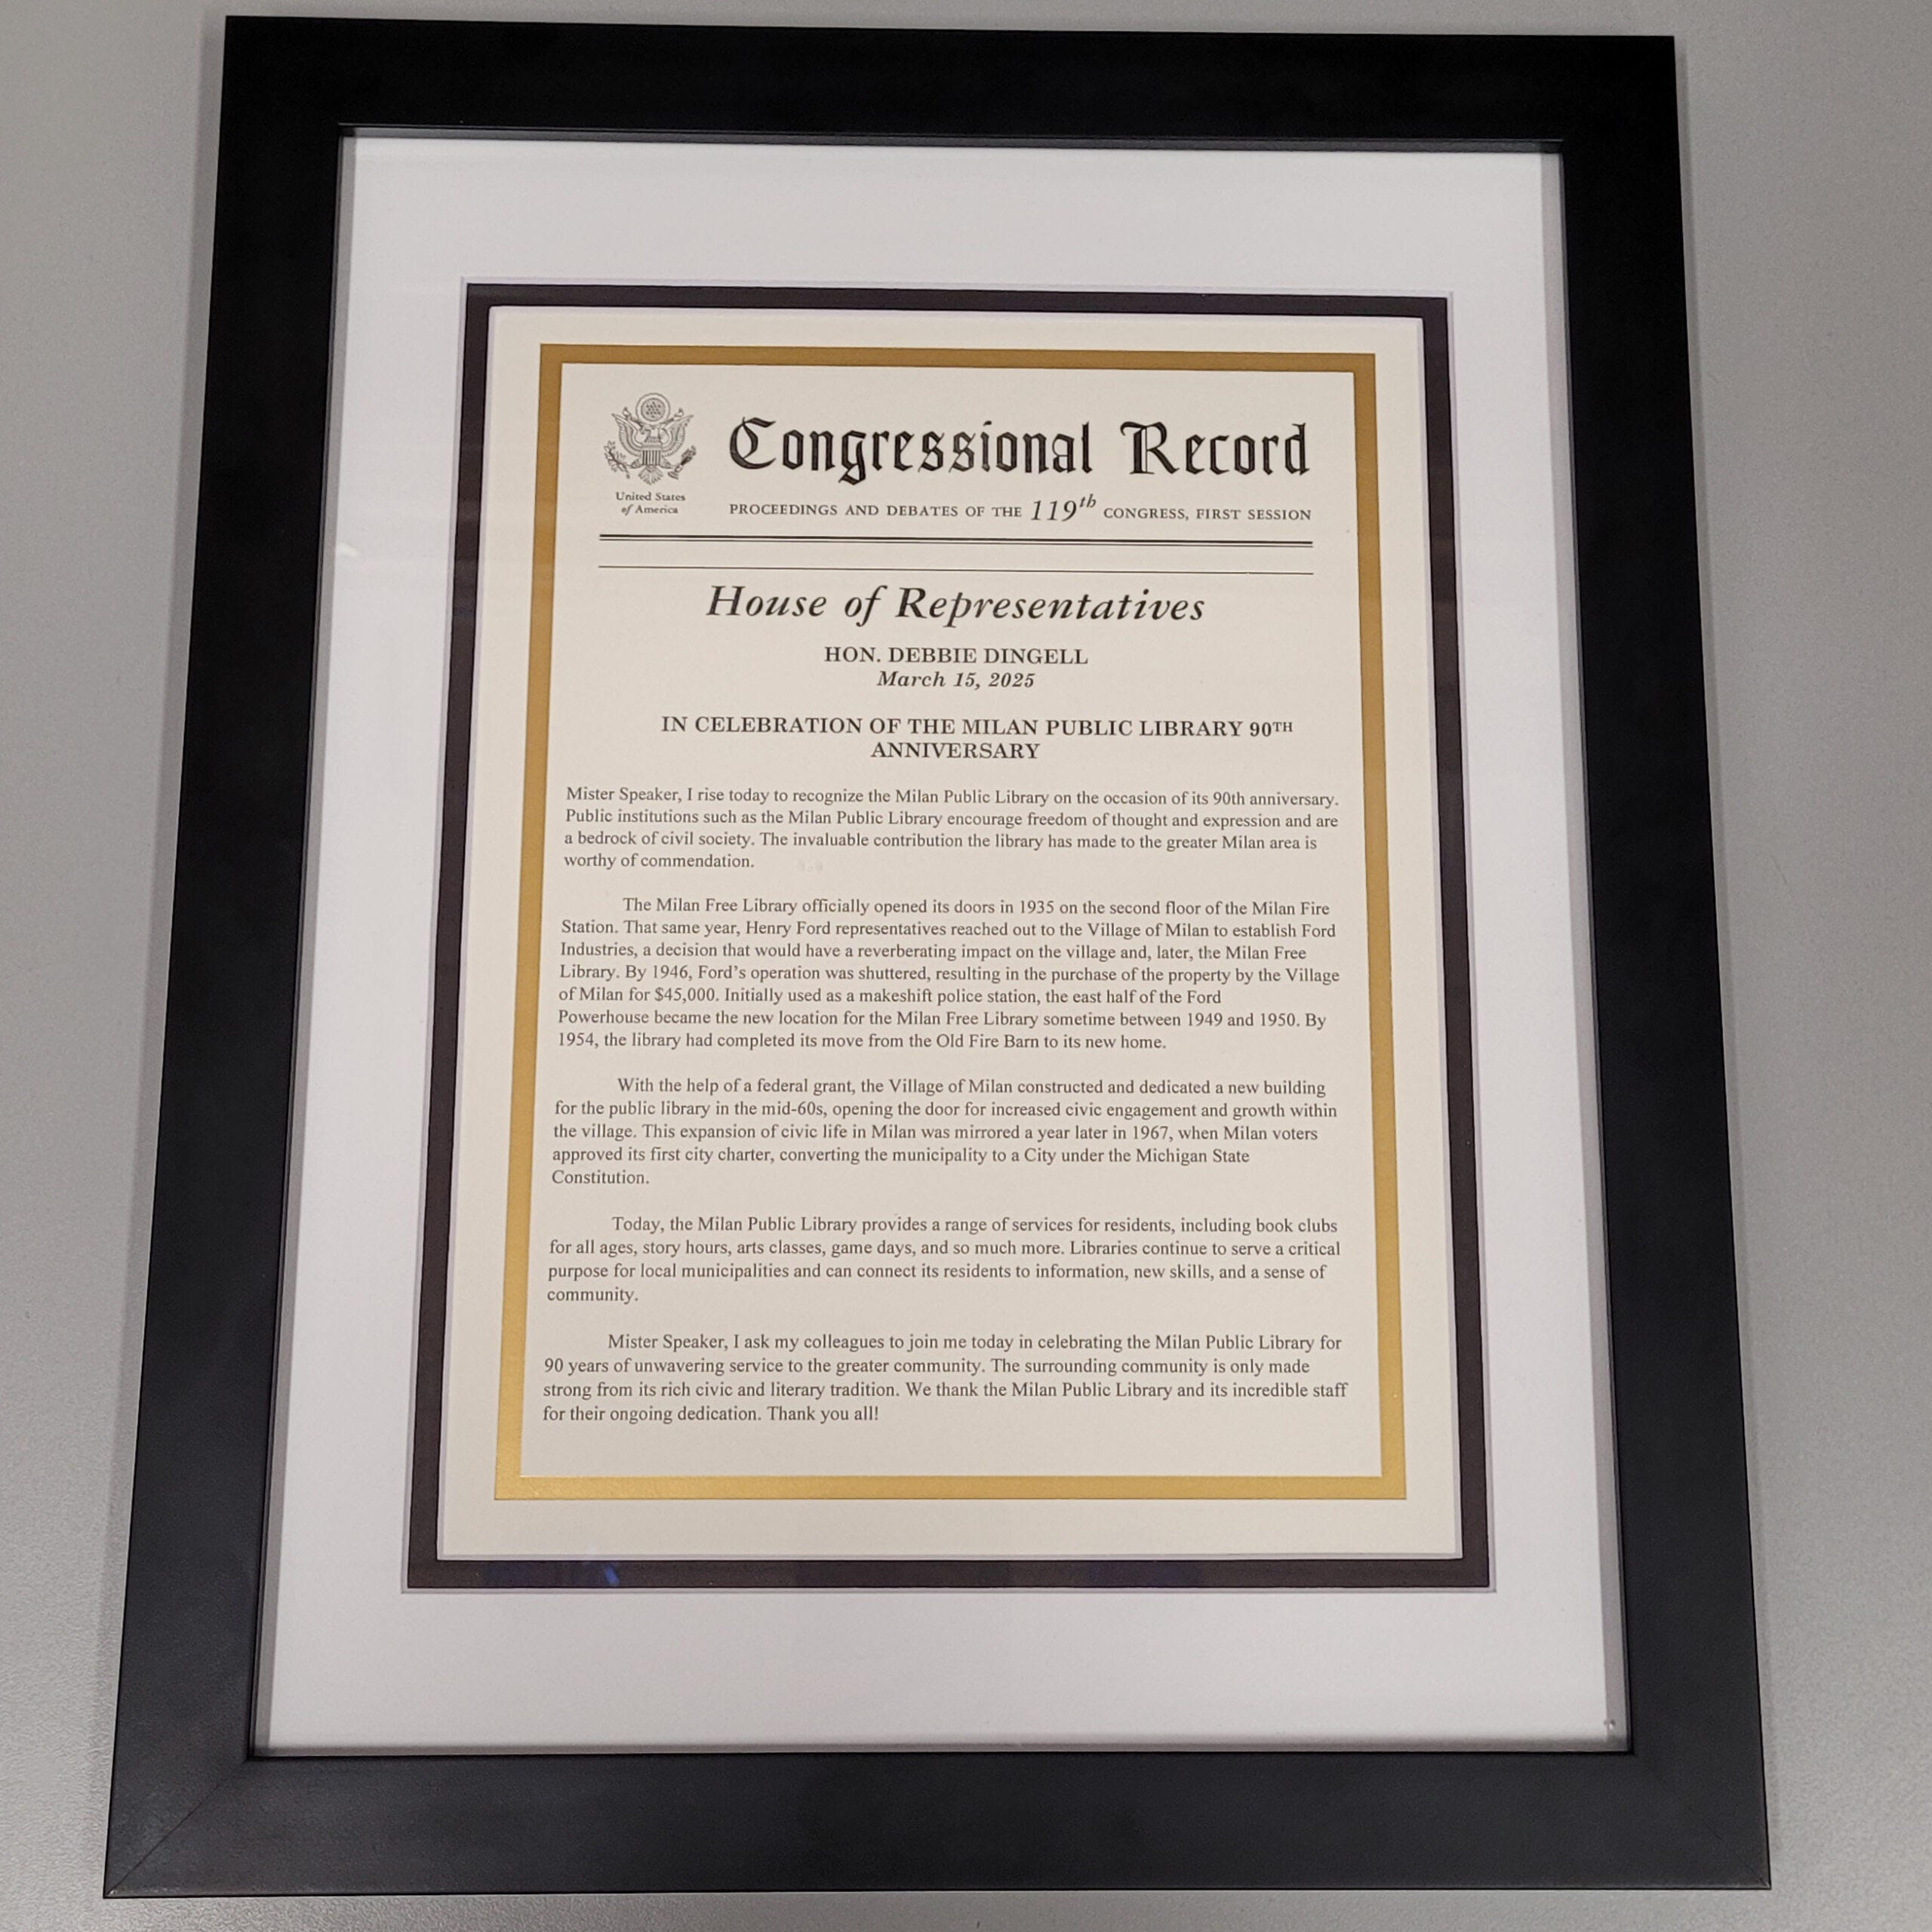 Congressional Record
United States
of America
PROCEEDINGS AND DEBATES OF THE 119th CONGRESS, FIRST SESSION
House of Representatives
HON. DEBBIE DINGELL
March 15, 2025
IN CELEBRATION OF THE MILAN PUBLIC LIBRARY 90TH
ANNIVERSARY
Mister Speaker, I rise today to recognize the Milan Public Library on the occasion of its 90th anniversary.
Public institutions such as the Milan Public Library encourage freedom of thought and expression and are
a bedrock of civil society. The invaluable contribution the library has made to the greater Milan area is
worthy of commendation.
The Milan Free Library officially opened its doors in 1935 on the second floor of the Milan Fire
Station. That same year, Henry Ford representatives reached out to the Village of Milan to establish Ford
Industries, a decision that would have a reverberating impact on the village and, later, the Milan Free
Library. By 1946, Ford's operation was shuttered, resulting in the purchase of the property by the Village
of Milan for $45,000. Initially used as a makeshift police station, the east half of the Ford
Powerhouse became the new location for the Milan Free Library sometime between 1949 and 1950. By
1954, the library had completed its move from the Old Fire Barn to its new home.
With the help of a federal grant, the Village of Milan constructed and dedicated a new building
for the public library in the mid-60s, opening the door for increased civic engagement and growth within
the village. This expansion of civic life in Milan was mirrored a year later in 1967, when Milan voters
approved its first city charter, converting the municipality to a City under the Michigan State
Constitution.
Today, the Milan Public Library provides a range of services for residents, including book clubs
for all ages, story hours, arts classes, game days, and so much more. Libraries continue to serve a critical
purpose for local municipalities and can connect its residents to information, new skills, and a sense of
community.
Mister Speaker, I ask my colleagues to join me today in celebrating the Milan Public Library for
90 years of unwavering service to the greater community. The surrounding community is only made
strong from its rich civic and literary tradition. We thank the Milan Public Library and its incredible staff
for their ongoing dedication. Thank you all!